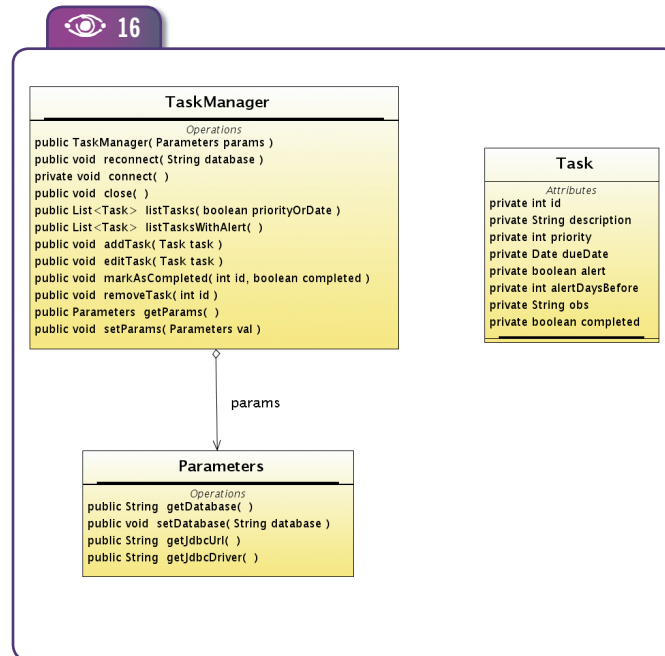 16
TaskManager
Operations
public TaskManager( Parameters params )
public void reconnect( String database )
private void connect( )
public void close( )
public List<Task> listTasks( boolean priorityOrDate )
public List<Task> listTasksWithAlert( )
public void addTask( Task task )
public void editTask( Task task )
public void markAsCompleted( int id, boolean completed )
public void removeTask( int id )
public Parameters getParams( )
public void setParams( Parameters val )
Task
Attributes
private int id
private String description
private int priority
private Date dueDate
private boolean alert
private int alertDaysBefore
private String obs
private boolean completed
params
Parameters
Operations
public String getDatabase( )
public void setDatabase( String database )
public String getJdbcUrl( )
public String getJdbcDriver( )